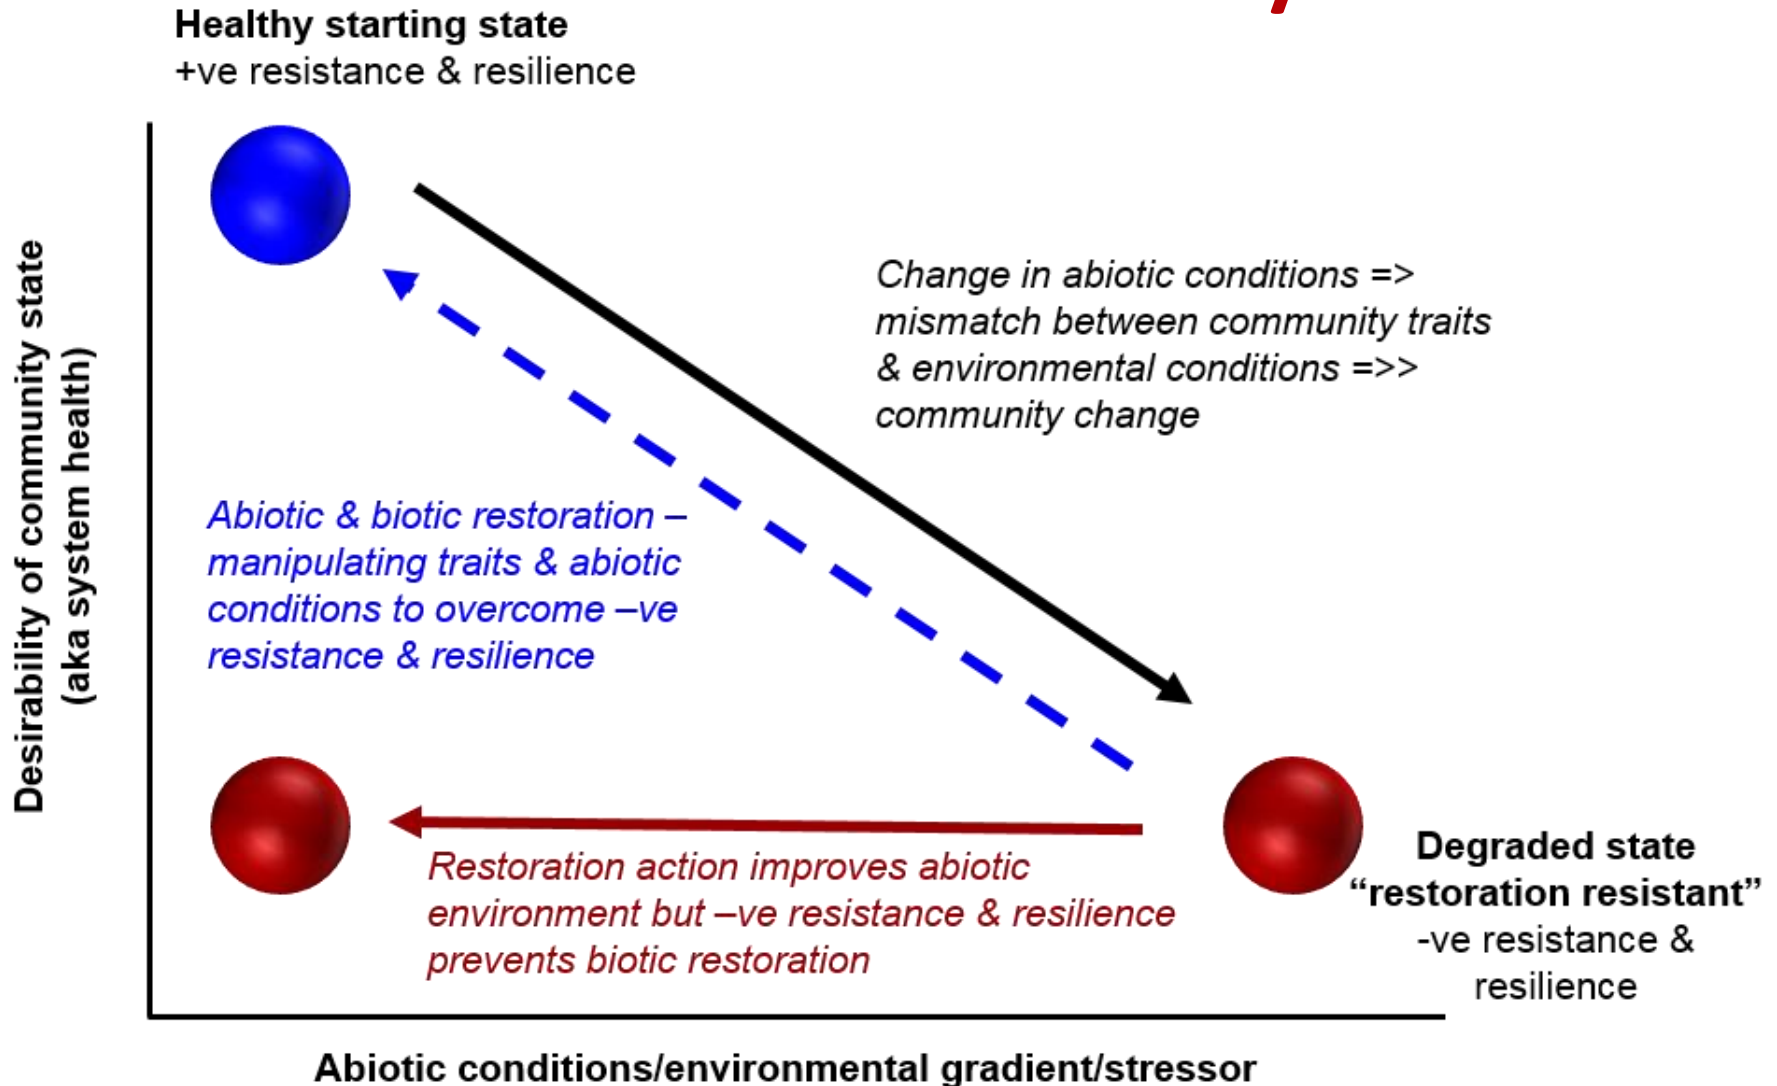 Healthy starting state
+ve resistance & resilience
Desirability of community state
(aka system health)
Change in abiotic conditions =>
mismatch between community traits
& environmental conditions =>>
community change
Abiotic & biotic restoration –
manipulating traits & abiotic
conditions to overcome –ve
resistance & resilience
Restoration action improves abiotic
environment but –ve resistance & resilience
prevents biotic restoration
Degraded state
“restoration resistant”
-ve resistance &
resilience
Abiotic conditions/environmental gradient/stressor